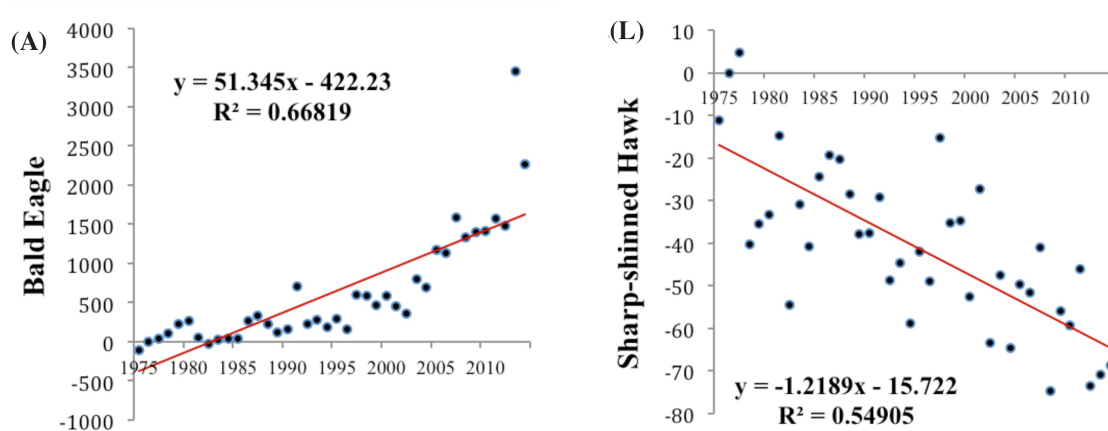 (A)
Bald Eagle
4000
3500
3000
2500
2000
1500
1000
500
0
-500
-1000
y = 51.345x - 422.23
R² = 0.66819
1975 1980 1985 1990 1995 2000 2005 2010
(L)
Sharp-shinned Hawk
10
0
-10
-20
-30
-40
-50
-60
-70
-80
1975 1980 1985 1990 1995 2000 2005 2010
y = -1.2189x - 15.722
R² = 0.54905